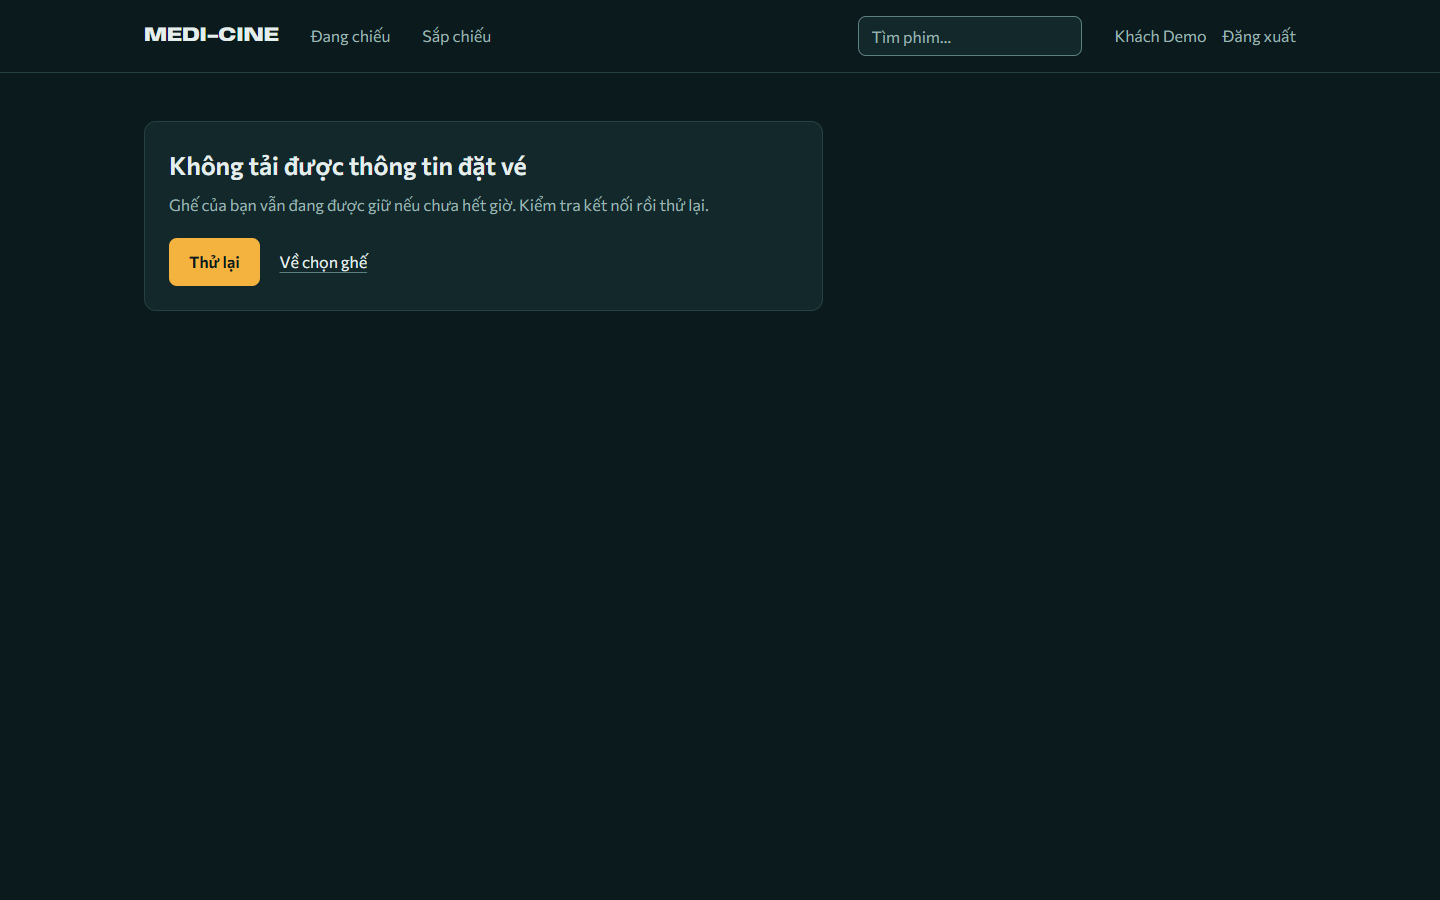 MEDI-CINE
Đang chiếu
Sắp chiếu
Tìm phim...
Khách Demo
Đăng xuất
Không tải được thông tin đặt vé
Ghế của bạn vẫn đang được giữ nếu chưa hết giờ. Kiểm tra kết nối rồi thử lại.
Thử lại
Về chọn ghế